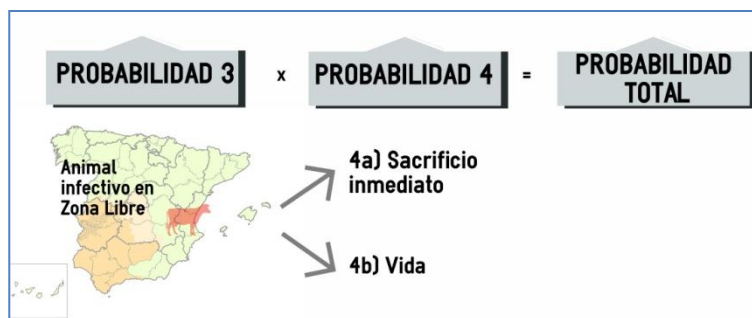 PROBABILIDAD 3 x PROBABILIDAD 4 = PROBABILIDAD
TOTAL
Animal
infectivo en
Zona Libre
4a) Sacrificio
inmediato
4b) Vida